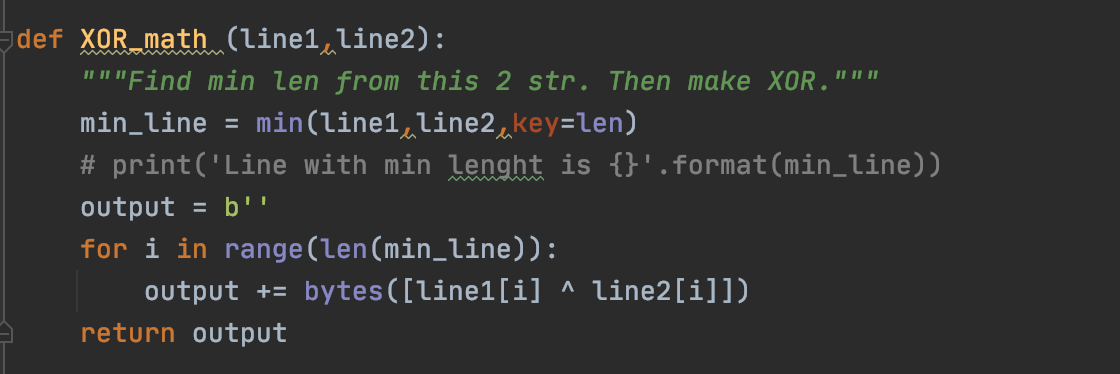 def XOR_math (line1,line2):
    """Find min len from this 2 str. Then make XOR."""
    min_line = min(line1,line2,key=len)
    # print('Line with min lenght is {}'.format(min_line))
    output = b''
    for i in range(len(min_line)):
        output += bytes([line1[i] ^ line2[i]])
    return output